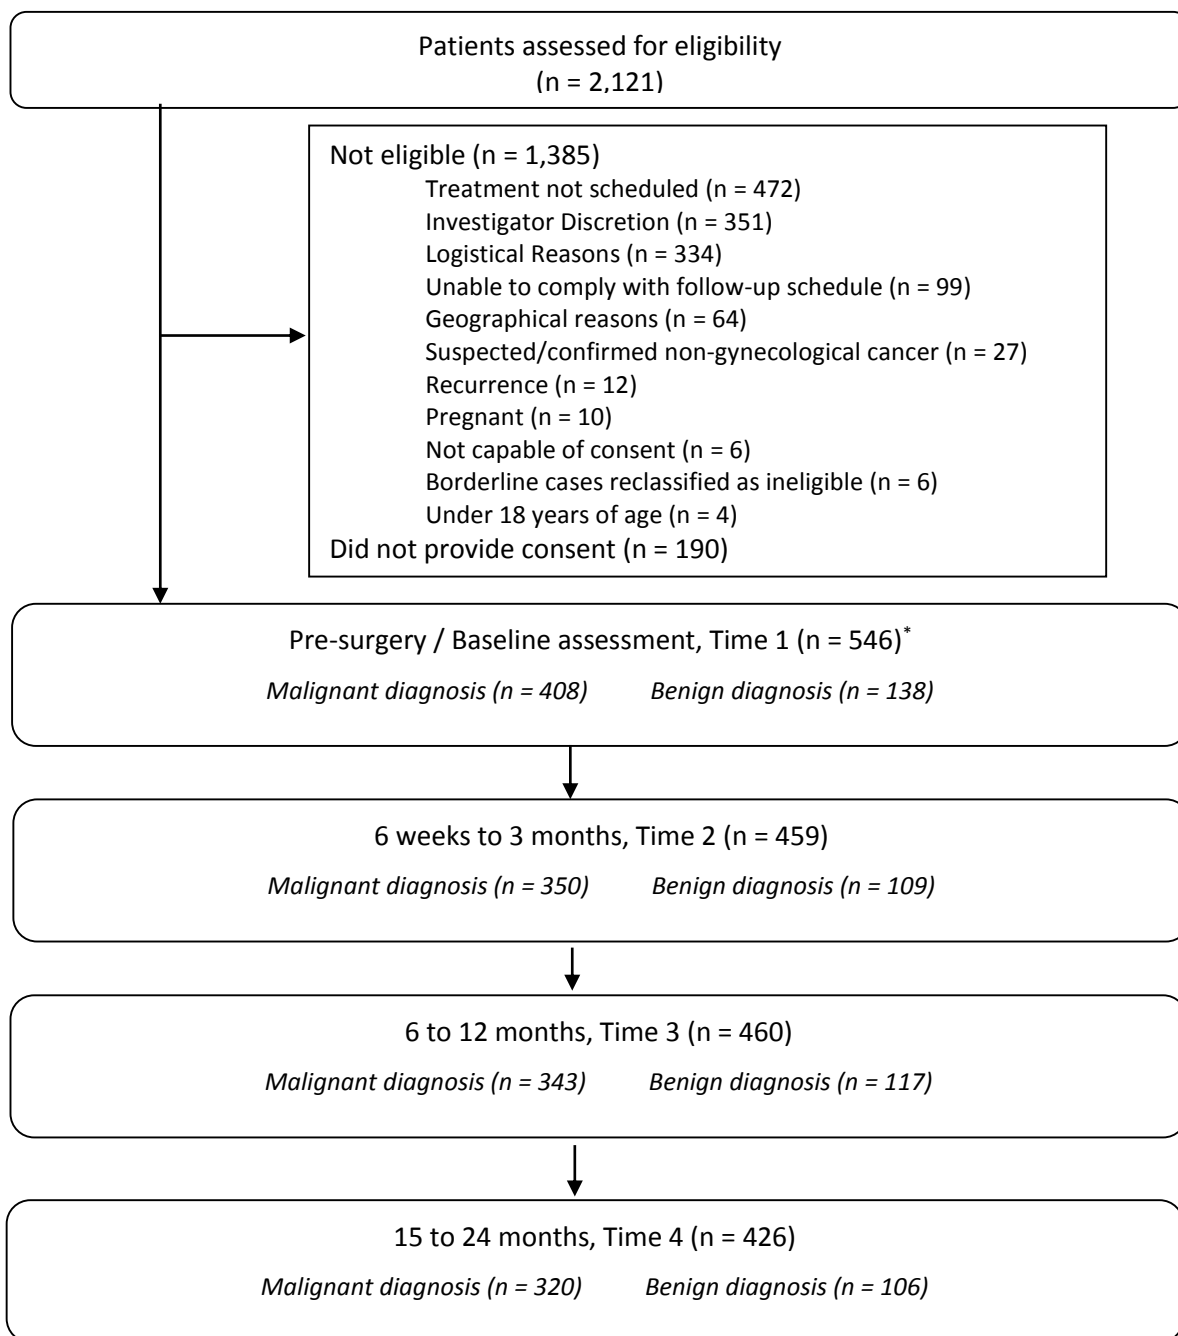 Patients assessed for eligibility
(n = 2,121)
Not eligible (n = 1,385)
Treatment not scheduled (n = 472)
Investigator Discretion (n = 351)
Logistical Reasons (n = 334)
Unable to comply with follow-up schedule (n = 99)
Geographical reasons (n = 64)
Suspected/confirmed non-gynecological cancer (n = 27)
Recurrence (n = 12)
Pregnant (n = 10)
Not capable of consent (n = 6)
Borderline cases reclassified as ineligible (n = 6)
Under 18 years of age (n = 4)
Did not provide consent (n = 190)
Pre-surgery / Baseline assessment, Time 1 (n = 546)*
Malignant diagnosis (n = 408) Benign diagnosis (n = 138)
6 weeks to 3 months, Time 2 (n = 459)
Malignant diagnosis (n = 350) Benign diagnosis (n = 109)
6 to 12 months, Time 3 (n = 460)
Malignant diagnosis (n = 343) Benign diagnosis (n = 117)
15 to 24 months, Time 4 (n = 426)
Malignant diagnosis (n = 320) Benign diagnosis (n = 106)